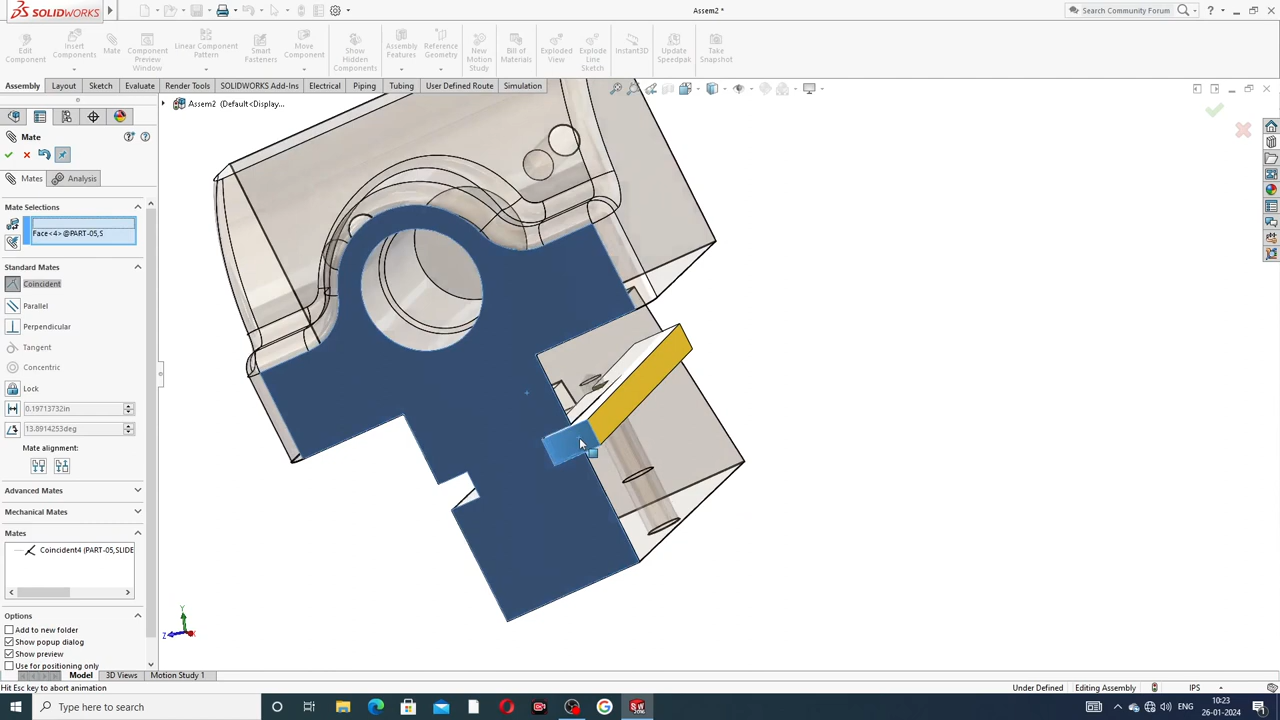 SOLIDWORKS
Assem2 *
Search Community Forum
Edit Component
Insert Components
Mate
Component Preview Window
Linear Component Pattern
Smart Fasteners
Move Component
Show Hidden Components
Assembly Features
Reference Geometry
New Motion Study
Bill of Materials
Exploded View
Explode Line Sketch
Instant3D
Update Speedpak
Take Snapshot
Assembly Layout Sketch Evaluate Render Tools SOLIDWORKS Add-Ins Electrical Piping Tubing User Defined Route Simulation
Assem2 (Default<Display...
Mate
Mates Analysis
Mate Selections
Face<4>@PART-05,S
Standard Mates
Coincident
Parallel
Perpendicular
Tangent
Concentric
Lock
0.19713732in
13.8914253deg
Mate alignment:
Advanced Mates
Mechanical Mates
Mates
Coincident4 (PART-05,SLIDE
Options
Add to new folder
Show popup dialog
Show preview
Use for positioning only
Y
Z
X
Model 3D Views Motion Study 1
Hit Esc key to abort animation
Under Defined Editing Assembly IPS
Type here to search
ENG
10:23
26-01-2024